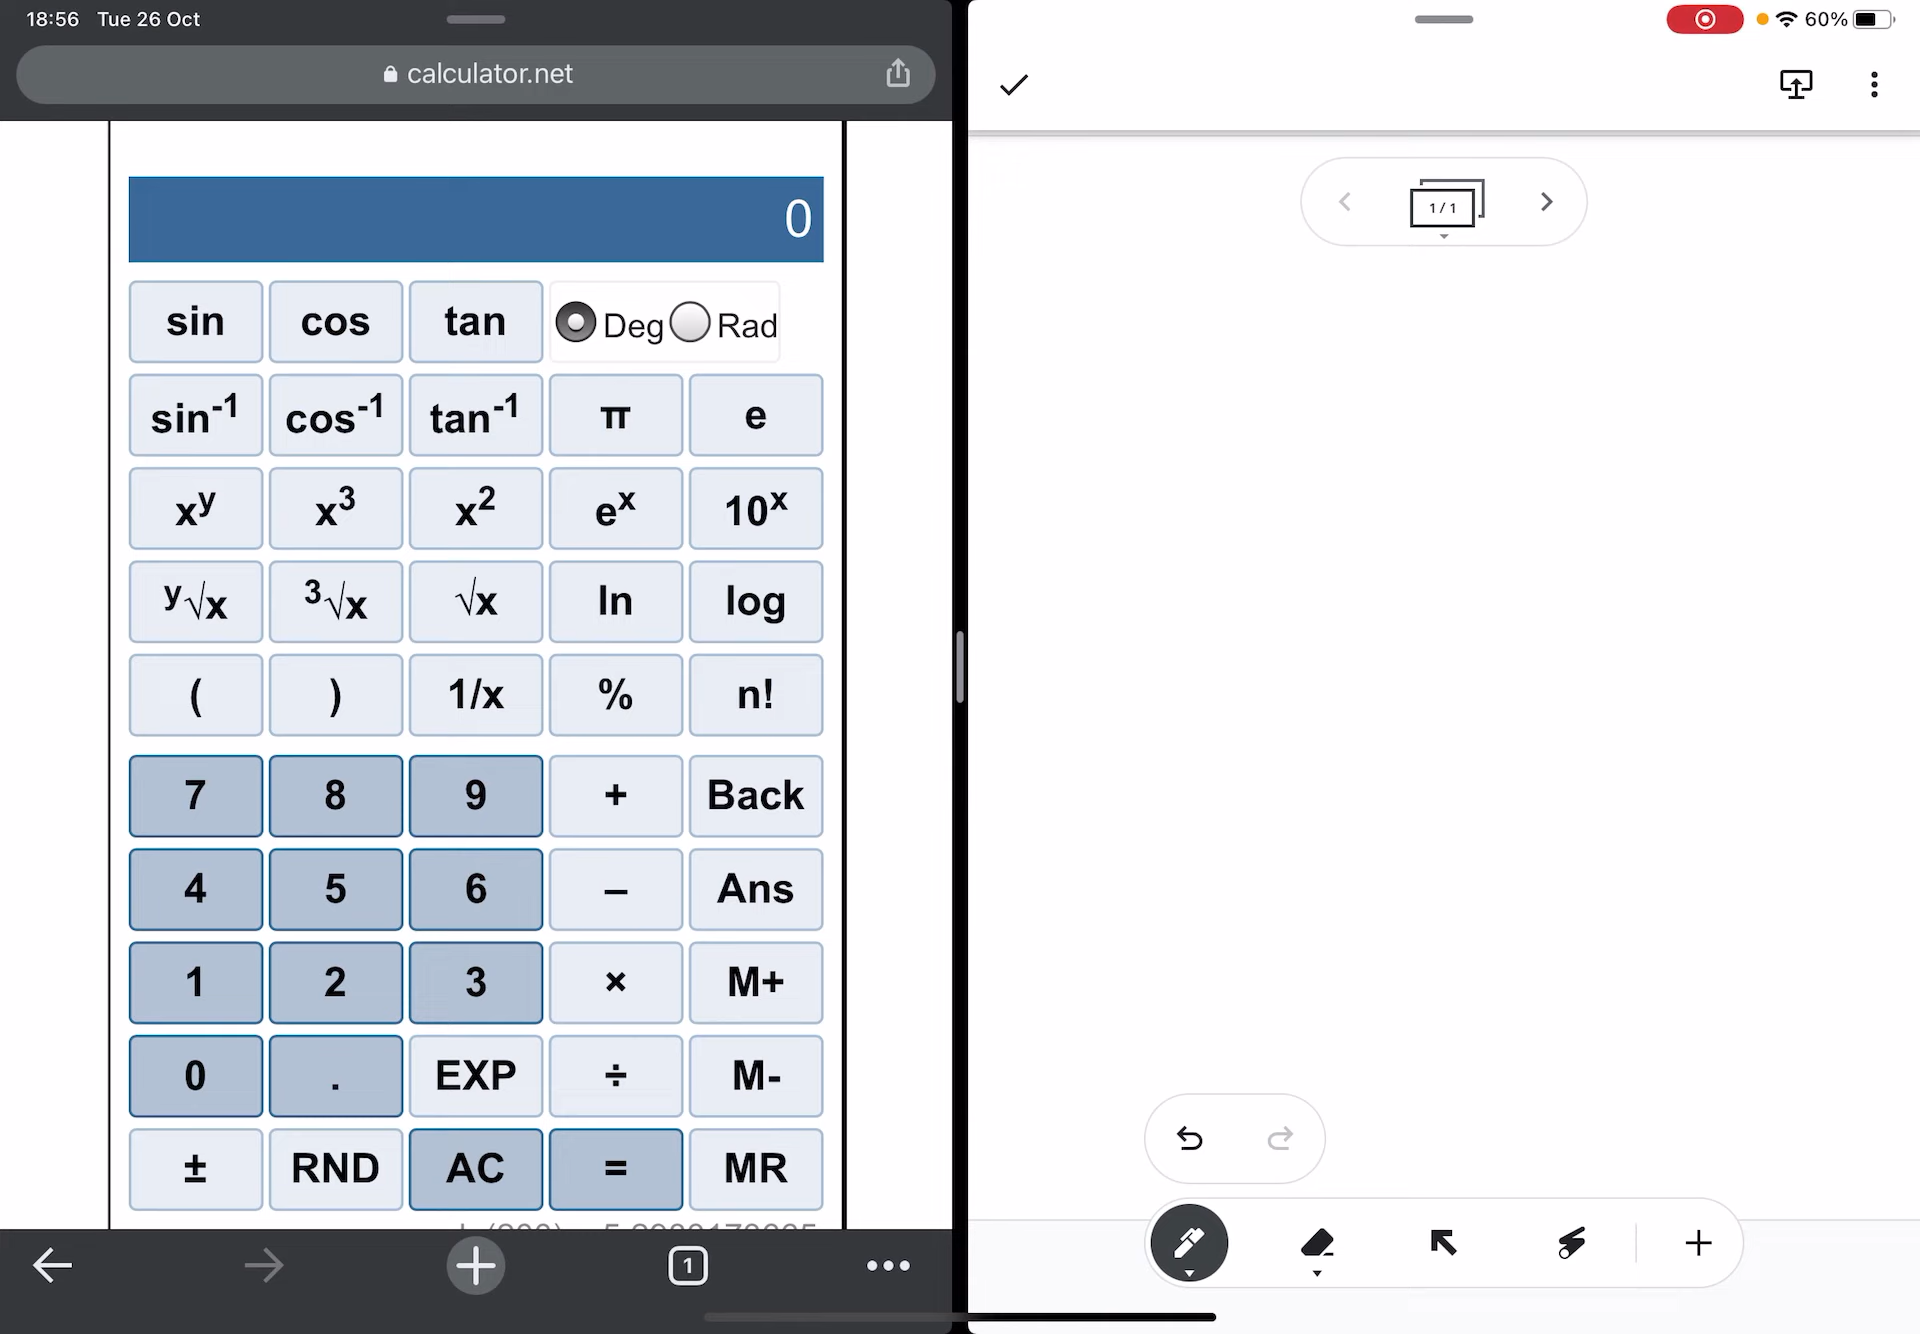 18:56 Tue 26 Oct
60%
calculator.net
1/1
0
sin cos tan Deg Rad
sin⁻¹ cos⁻¹ tan⁻¹ π e
xʸ x³ x² eˣ 10ˣ
ʸ√x ³√x √x ln log
( ) 1/x % n!
7 8 9 + Back
4 5 6 − Ans
1 2 3 × M+
0 . EXP ÷ M-
± RND AC = MR
1